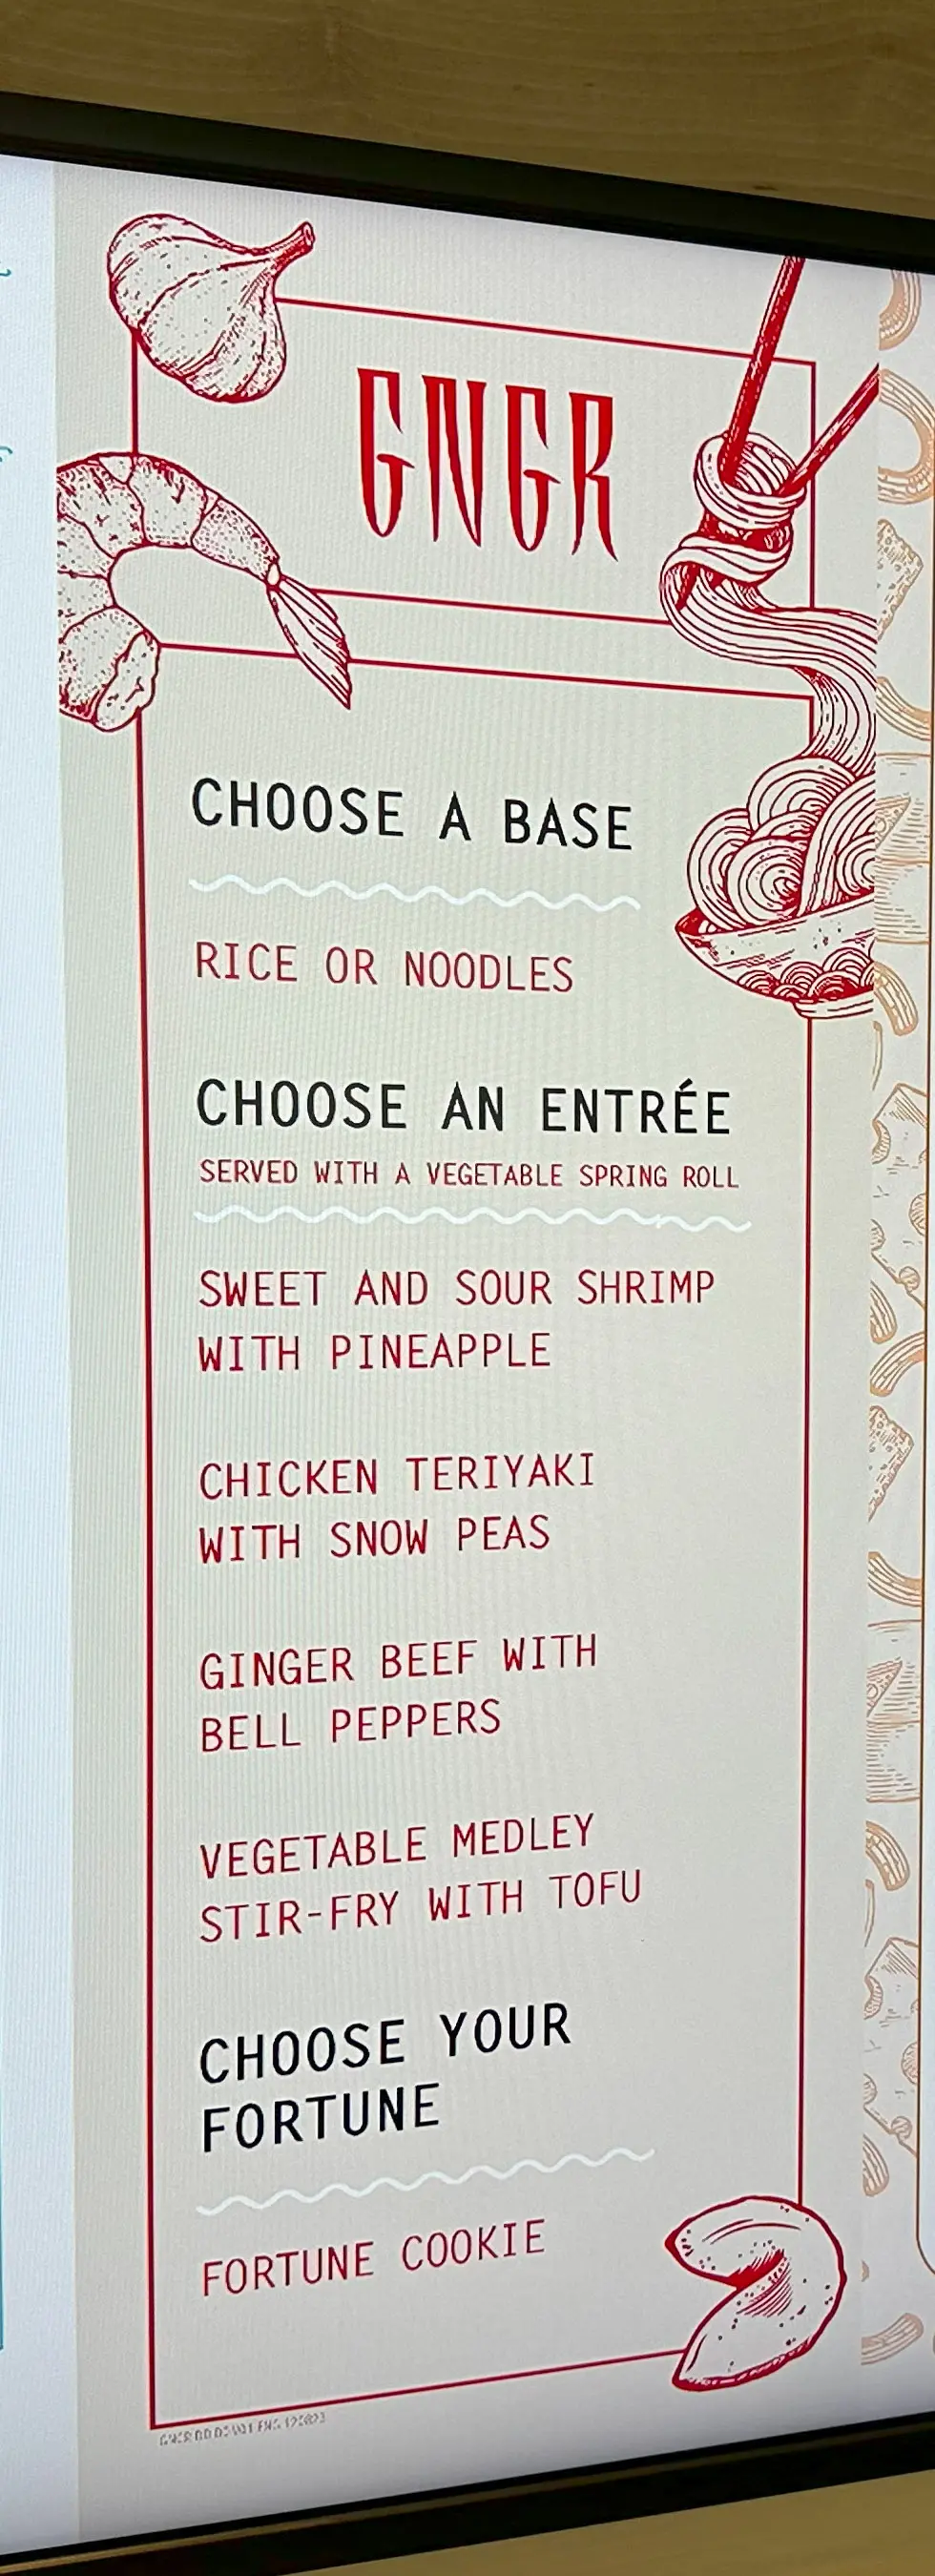 GNGR
CHOOSE A BASE
RICE OR NOODLES
CHOOSE AN ENTRÉE
SERVED WITH A VEGETABLE SPRING ROLL
SWEET AND SOUR SHRIMP
WITH PINEAPPLE
CHICKEN TERIYAKI
WITH SNOW PEAS
GINGER BEEF WITH
BELL PEPPERS
VEGETABLE MEDLEY
STIR-FRY WITH TOFU
CHOOSE YOUR
FORTUNE
FORTUNE COOKIE